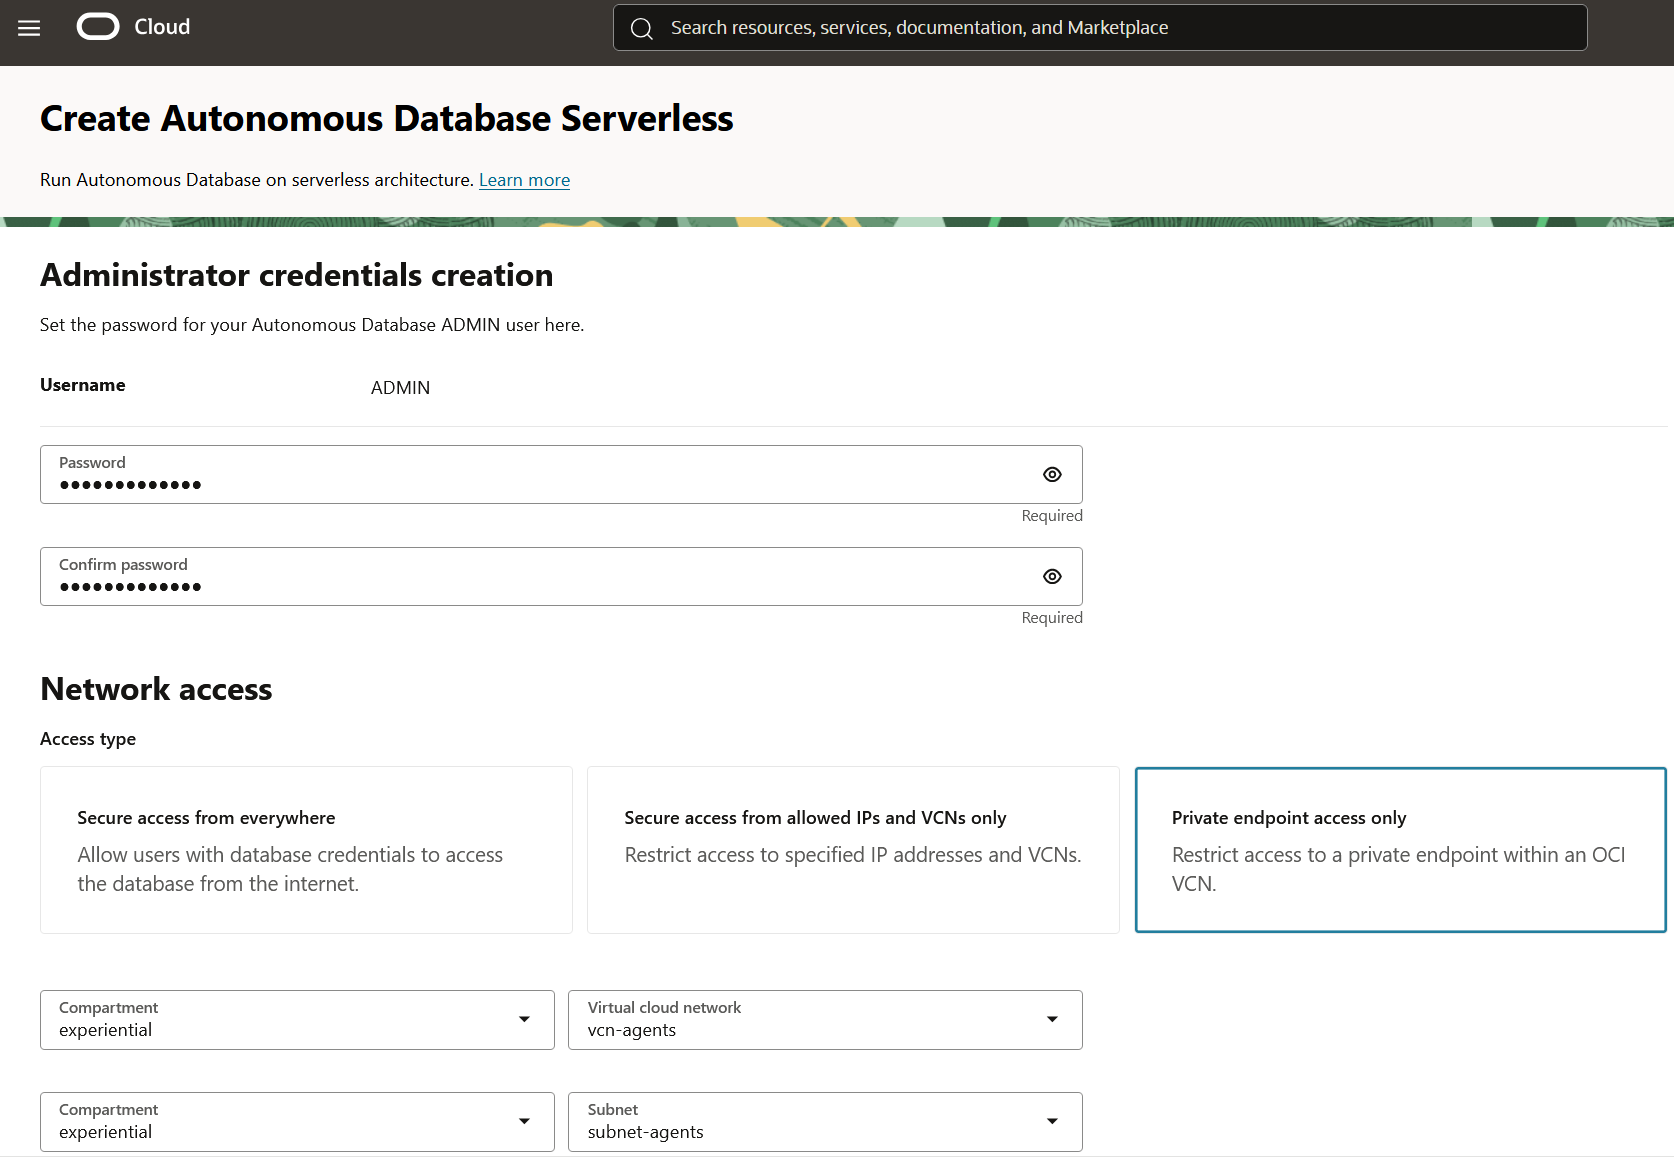 Cloud
Search resources, services, documentation, and Marketplace
Create Autonomous Database Serverless
Run Autonomous Database on serverless architecture. Learn more
Administrator credentials creation
Set the password for your Autonomous Database ADMIN user here.
Username ADMIN
Password
•••••••••••••
Required
Confirm password
•••••••••••••
Required
Network access
Access type
Secure access from everywhere
Allow users with database credentials to access
the database from the internet.
Secure access from allowed IPs and VCNs only
Restrict access to specified IP addresses and VCNs.
Private endpoint access only
Restrict access to a private endpoint within an OCI
VCN.
Compartment
experiential
Virtual cloud network
vcn-agents
Compartment
experiential
Subnet
subnet-agents